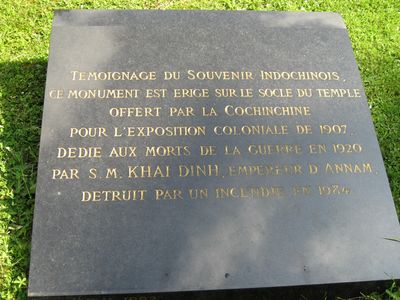 TEMOIGNAGE DU SOUVENIR INDOCHINOIS,
CE MONUMENT EST ERIGE SUR LE SOCLE DU TEMPLE
OFFERT PAR LA COCHINCHINE
POUR L'EXPOSITION COLONIALE DE 1907,
DEDIE AUX MORTS DE LA GUERRE EN 1920
PAR S.M. KHAI DINH, EMPEREUR D'ANNAM,
DETRUIT PAR UN INCENDIE EN 1984